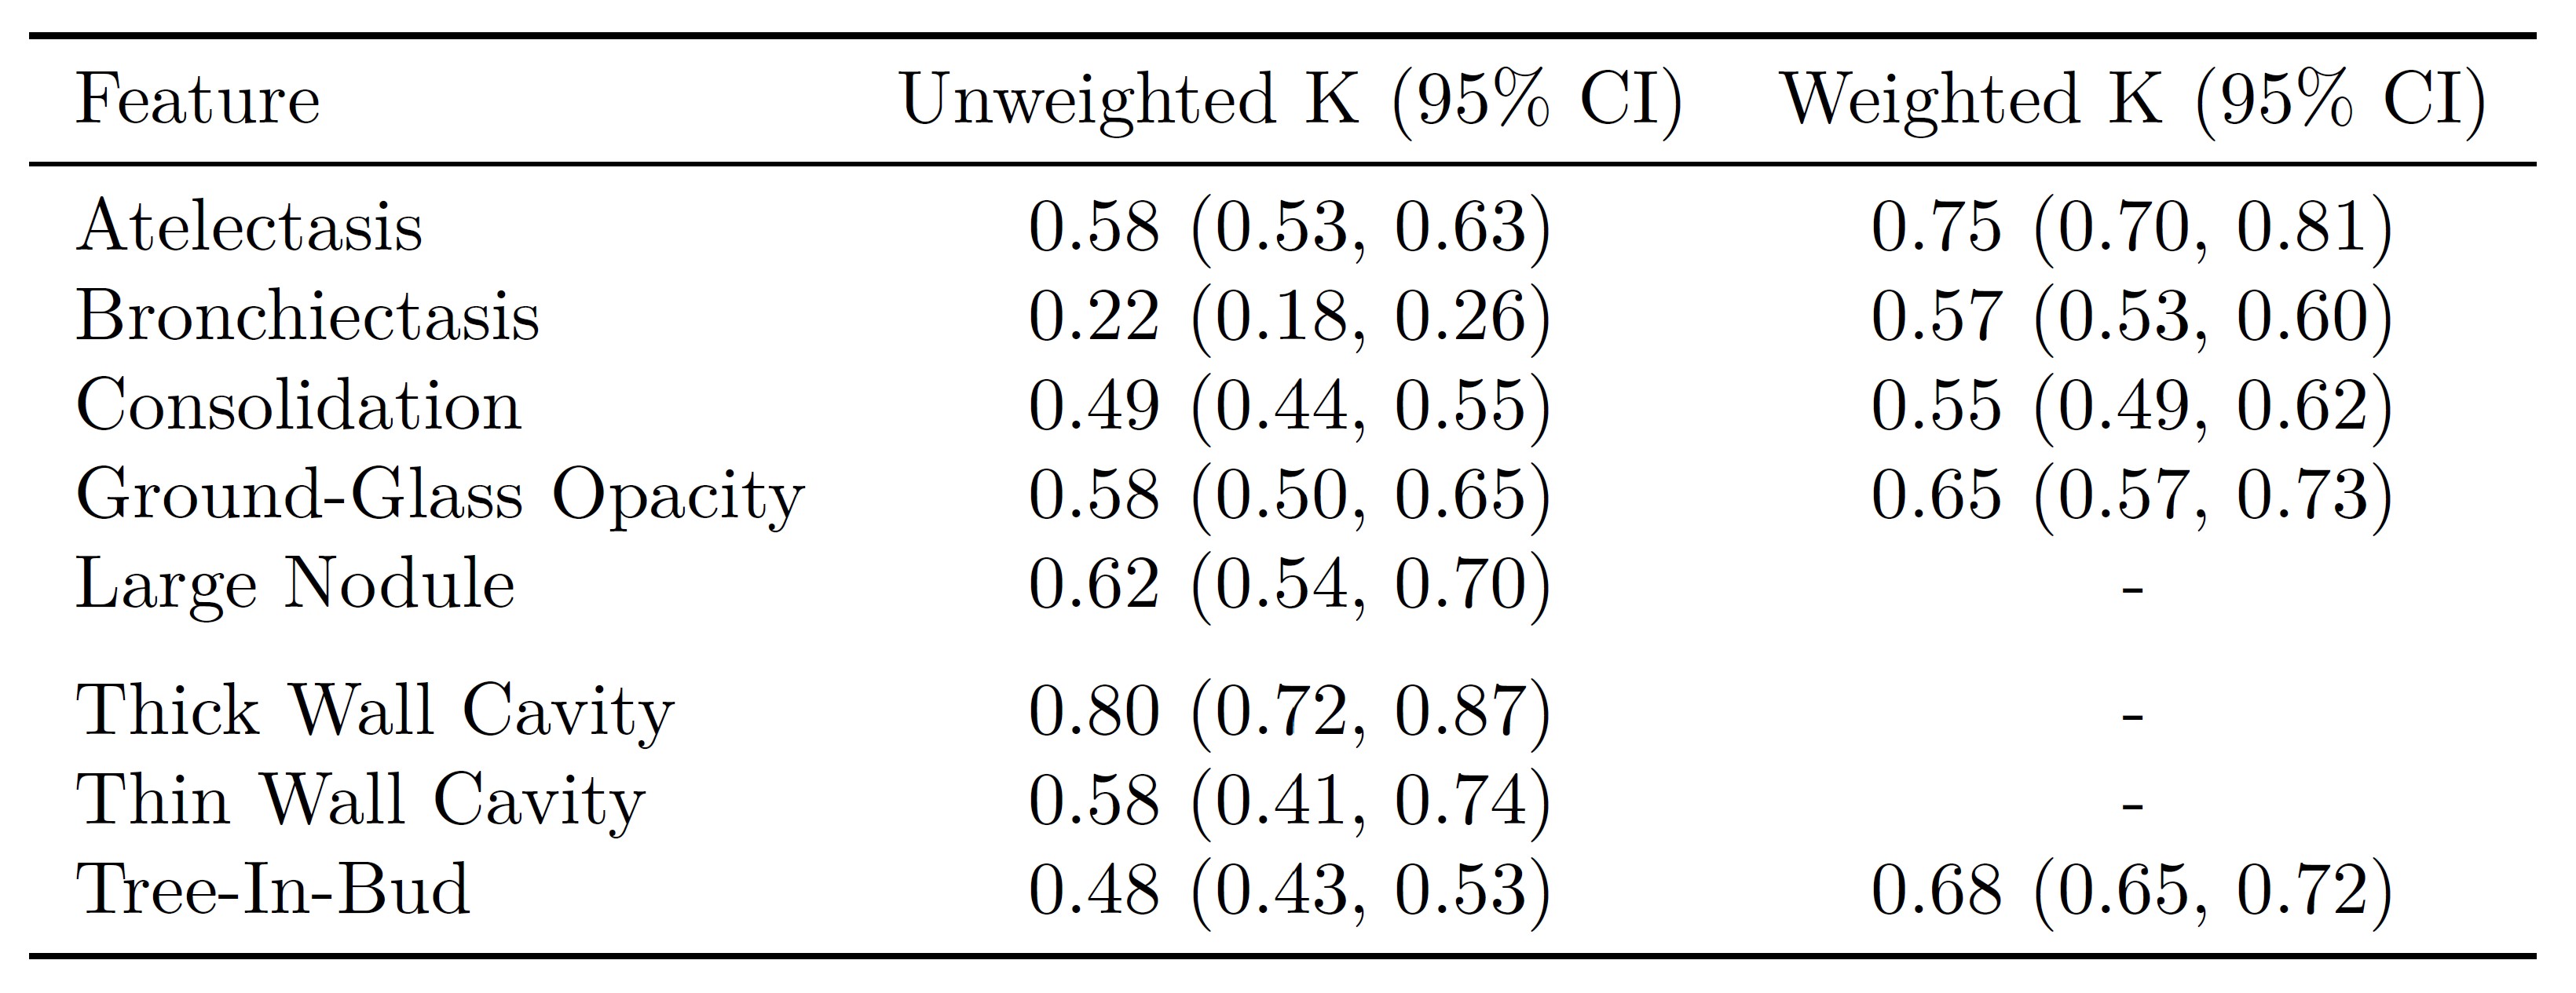 Feature Unweighted K (95% CI) Weighted K (95% CI)
Atelectasis 0.58 (0.53, 0.63) 0.75 (0.70, 0.81)
Bronchiectasis 0.22 (0.18, 0.26) 0.57 (0.53, 0.60)
Consolidation 0.49 (0.44, 0.55) 0.55 (0.49, 0.62)
Ground-Glass Opacity 0.58 (0.50, 0.65) 0.65 (0.57, 0.73)
Large Nodule 0.62 (0.54, 0.70) -
Thick Wall Cavity 0.80 (0.72, 0.87) -
Thin Wall Cavity 0.58 (0.41, 0.74) -
Tree-In-Bud 0.48 (0.43, 0.53) 0.68 (0.65, 0.72)